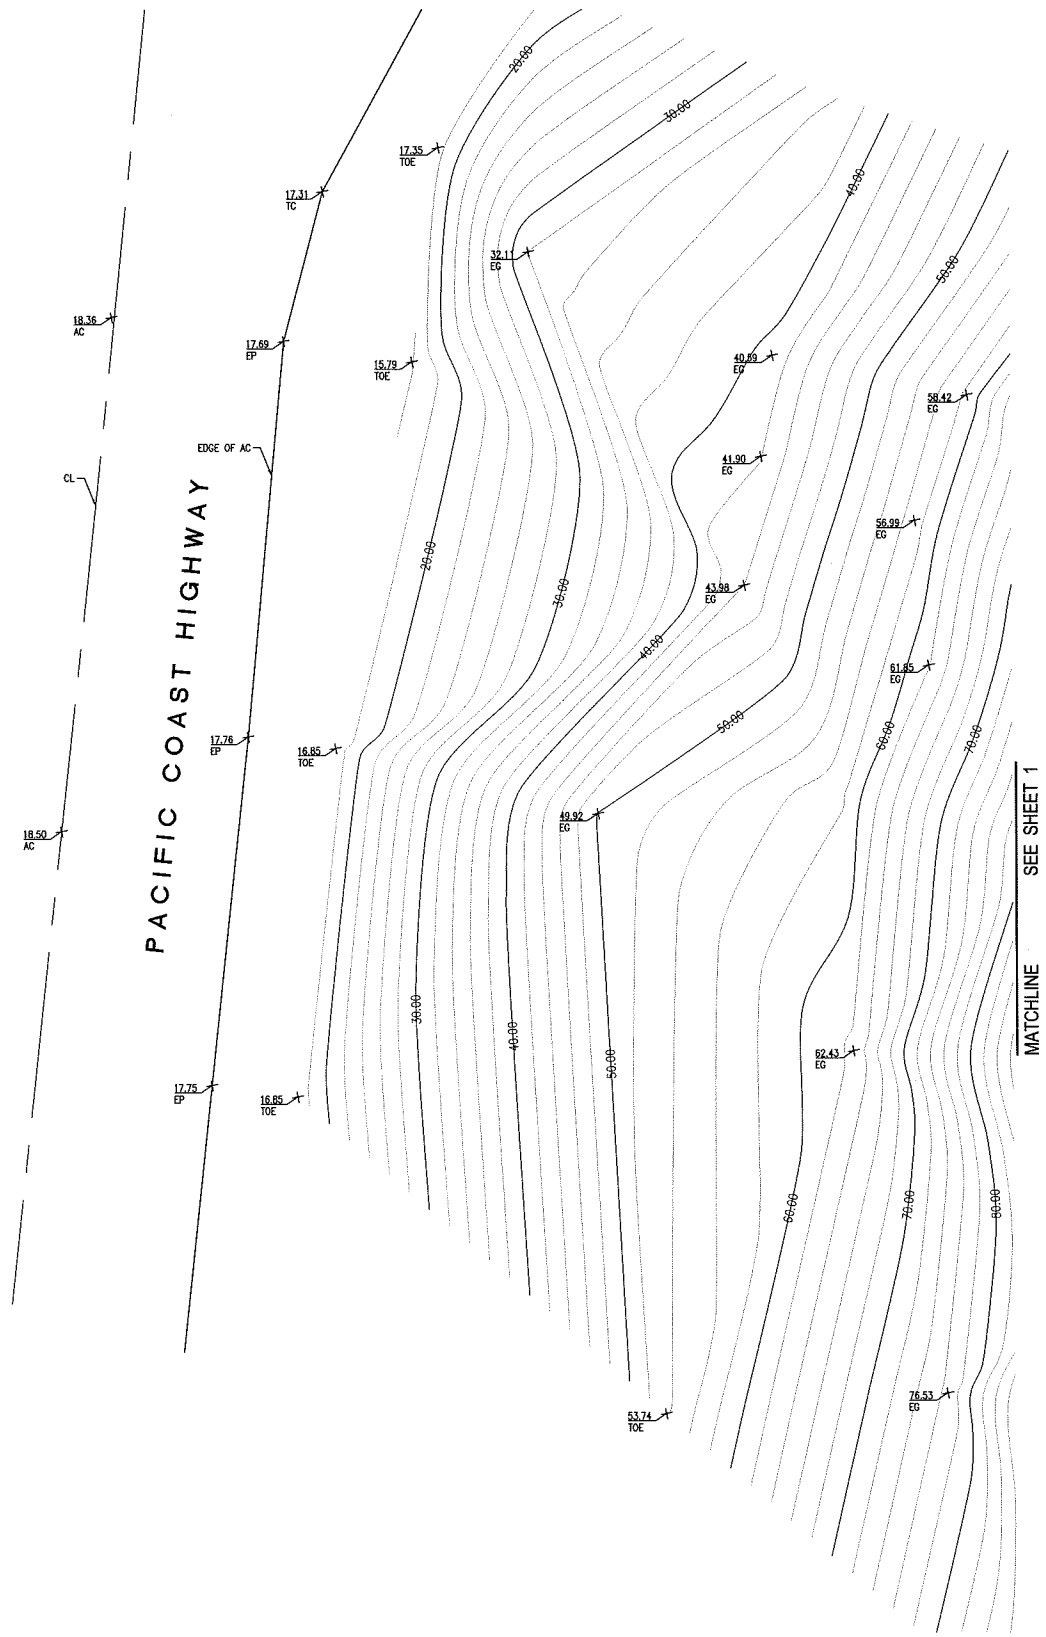 20.00
30.00
17.35
TOE
17.31
TC
40.00
32.11
EG
50.00
18.36
AC
17.69
EP
15.79
TOE
40.59
EG
58.42
EG
EDGE OF AC
CL
41.90
EG
56.99
EG
20.00
30.00
43.98
EG
40.00
61.85
EG
PACIFIC COAST HIGHWAY
50.00
60.00
70.00
17.76
EP
16.85
TOE
49.92
EG
18.50
AC
MATCHLINE SEE SHEET 1
30.00
40.00
50.00
62.43
EG
17.75
EP
16.85
TOE
60.00
70.00
80.00
76.53
EG
53.74
TOE